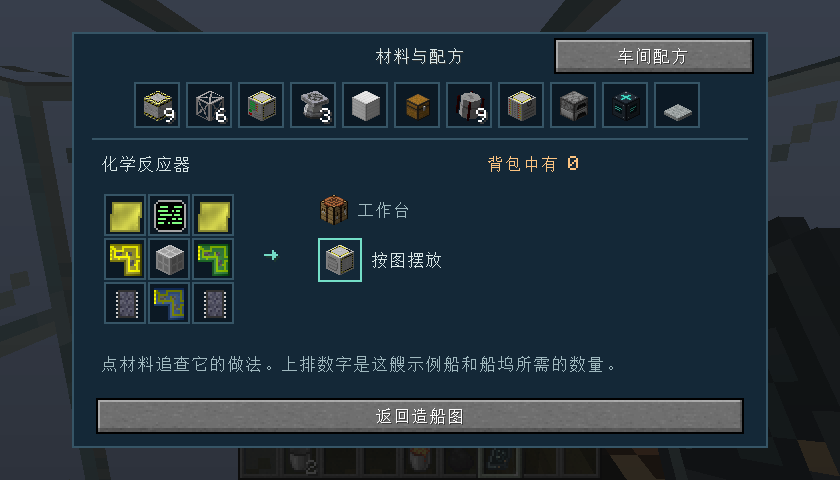 材料与配方
车间配方
9
6
3
9
化学反应器
背包中有 0
工作台
按图摆放
点材料追查它的做法。上排数字是这艘示例船和船坞所需的数量。
返回造船图
2